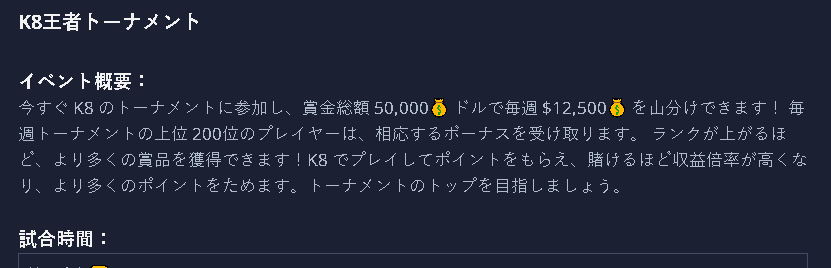 K8王者トーナメント
イベント概要：
今すぐ K8 のトーナメントに参加し、賞金総額 50,000💰 ドルで毎週 $12,500💰 を山分けできます！ 毎
週トーナメントの上位 200位のプレイヤーは、相応するボーナスを受け取ります。 ランクが上がるほ
ど、より多くの賞品を獲得できます！K8 でプレイしてポイントをもらえ、賭けるほど収益倍率が高くな
り、より多くのポイントをためます。トーナメントのトップを目指しましょう。
試合時間：